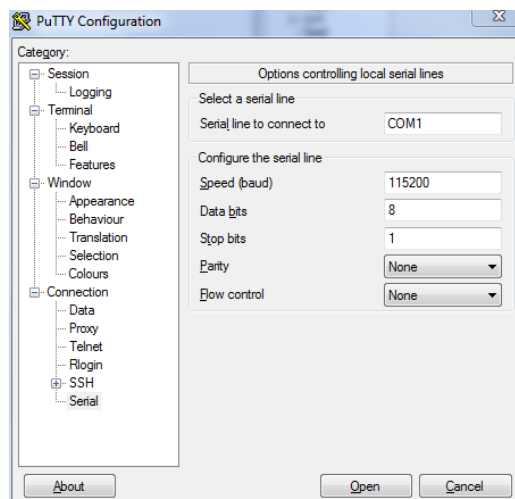 PuTTY Configuration
Category:
Session
Logging
Terminal
Keyboard
Bell
Features
Window
Appearance
Behaviour
Translation
Selection
Colours
Connection
Data
Proxy
Telnet
Rlogin
SSH
Serial
Options controlling local serial lines
Select a serial line
Serial line to connect to COM1
Configure the serial line
Speed (baud) 115200
Data bits 8
Stop bits 1
Parity None
Flow control None
About Open Cancel